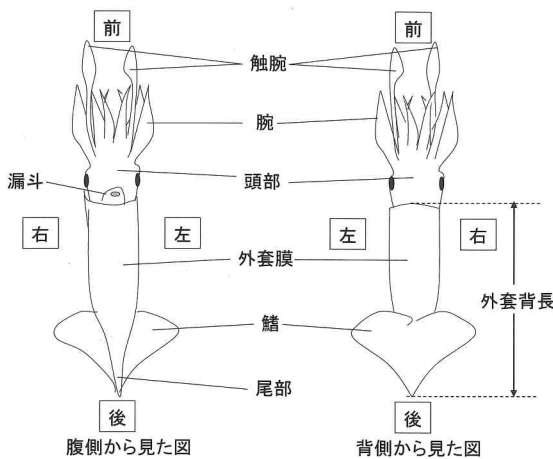 前
前
触腕
腕
漏斗
頭部
右
左
左
右
外套膜
外套背長
鰭
尾部
後
後
腹側から見た図
背側から見た図